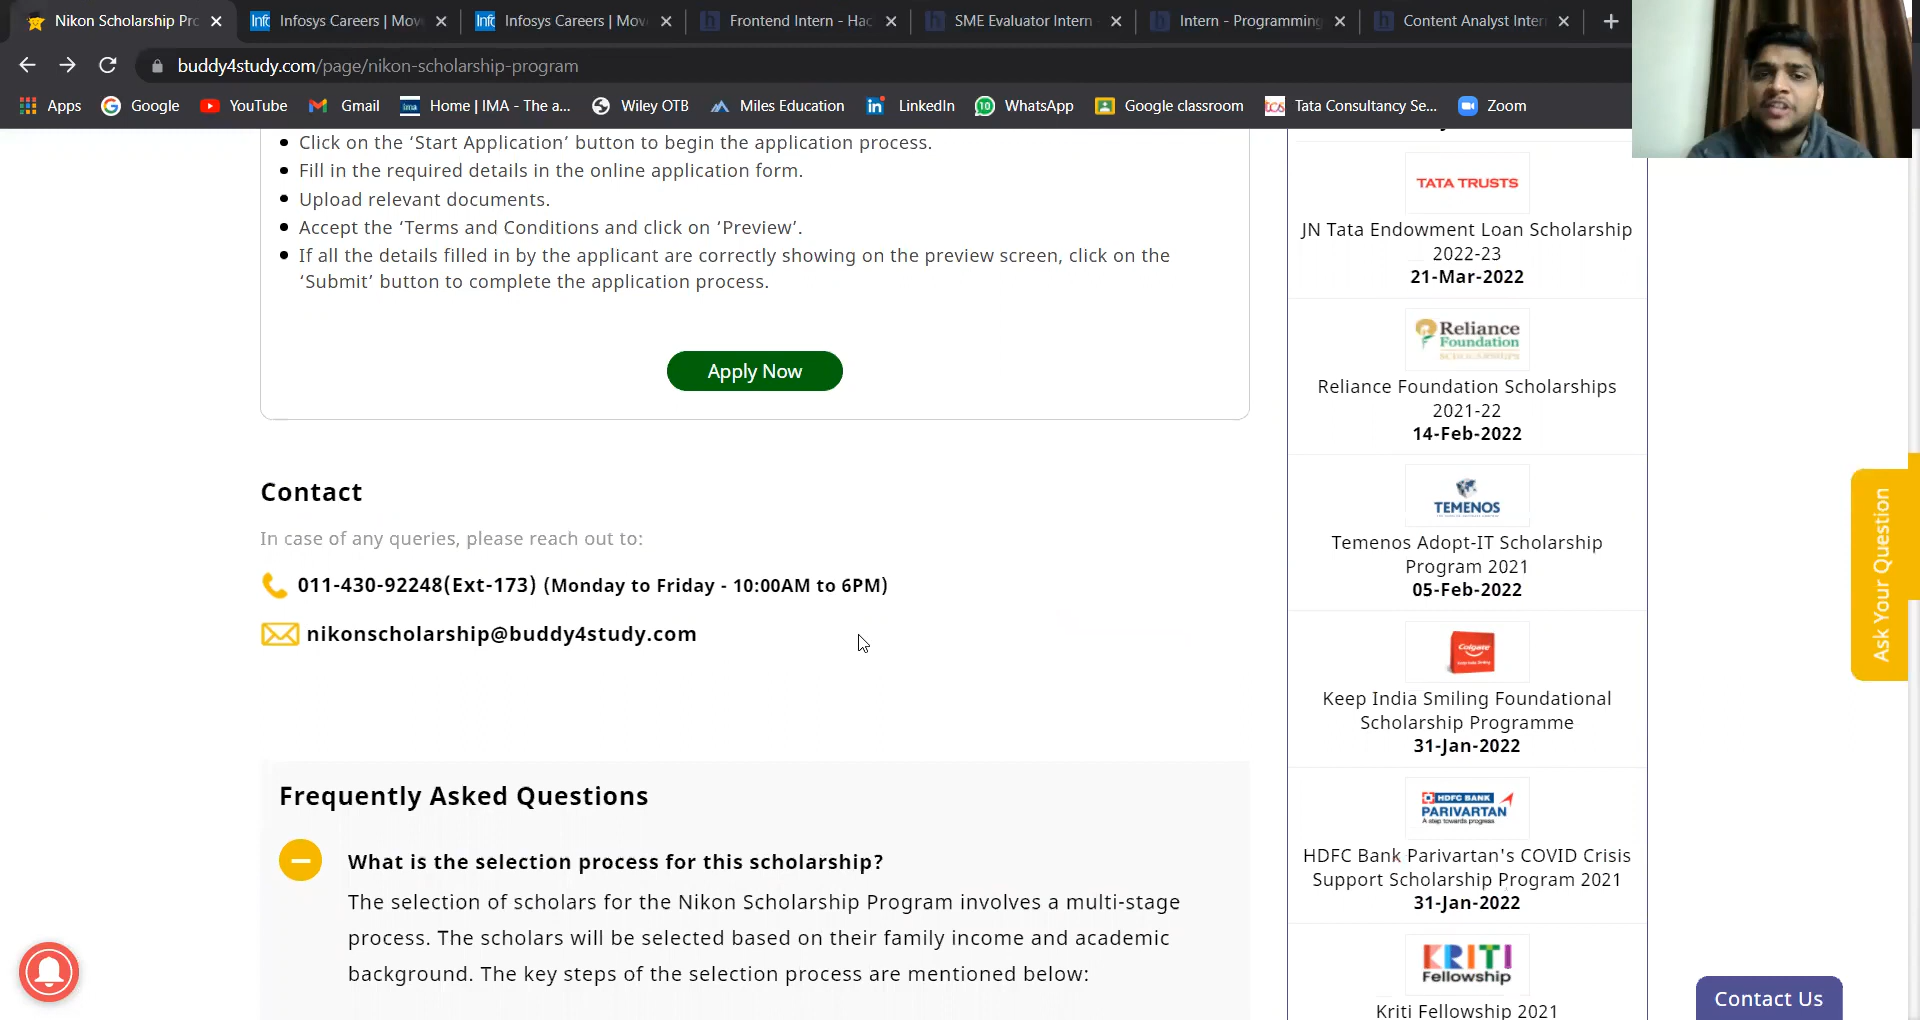 Nikon Scholarship Pro
Infosys Careers | Mov
Infosys Careers | Mov
Frontend Intern - Hac
SME Evaluator Intern
Intern - Programming
Content Analyst Inter
buddy4study.com/page/nikon-scholarship-program
Apps
Google
YouTube
Gmail
Home | IMA - The a...
Wiley OTB
Miles Education
LinkedIn
WhatsApp
Google classroom
Tata Consultancy Se...
Zoom
Click on the ‘Start Application’ button to begin the application process.
Fill in the required details in the online application form.
Upload relevant documents.
Accept the ‘Terms and Conditions and click on ‘Preview’.
If all the details filled in by the applicant are correctly showing on the preview screen, click on the
‘Submit’ button to complete the application process.
Apply Now
Contact
In case of any queries, please reach out to:
011-430-92248(Ext-173) (Monday to Friday - 10:00AM to 6PM)
nikonscholarship@buddy4study.com
Frequently Asked Questions
What is the selection process for this scholarship?
The selection of scholars for the Nikon Scholarship Program involves a multi-stage
process. The scholars will be selected based on their family income and academic
background. The key steps of the selection process are mentioned below:
TATA TRUSTS
JN Tata Endowment Loan Scholarship
2022-23
21-Mar-2022
Reliance
Foundation
SCHOLARSHIPS
Reliance Foundation Scholarships
2021-22
14-Feb-2022
TEMENOS
Temenos Adopt-IT Scholarship
Program 2021
05-Feb-2022
Colgate
Keep India Smiling Foundational
Scholarship Programme
31-Jan-2022
HDFC BANK
PARIVARTAN
A step towards progress
HDFC Bank Parivartan's COVID Crisis
Support Scholarship Program 2021
31-Jan-2022
KRITI
Fellowship
Kriti Fellowship 2021
Ask Your Question
Contact Us